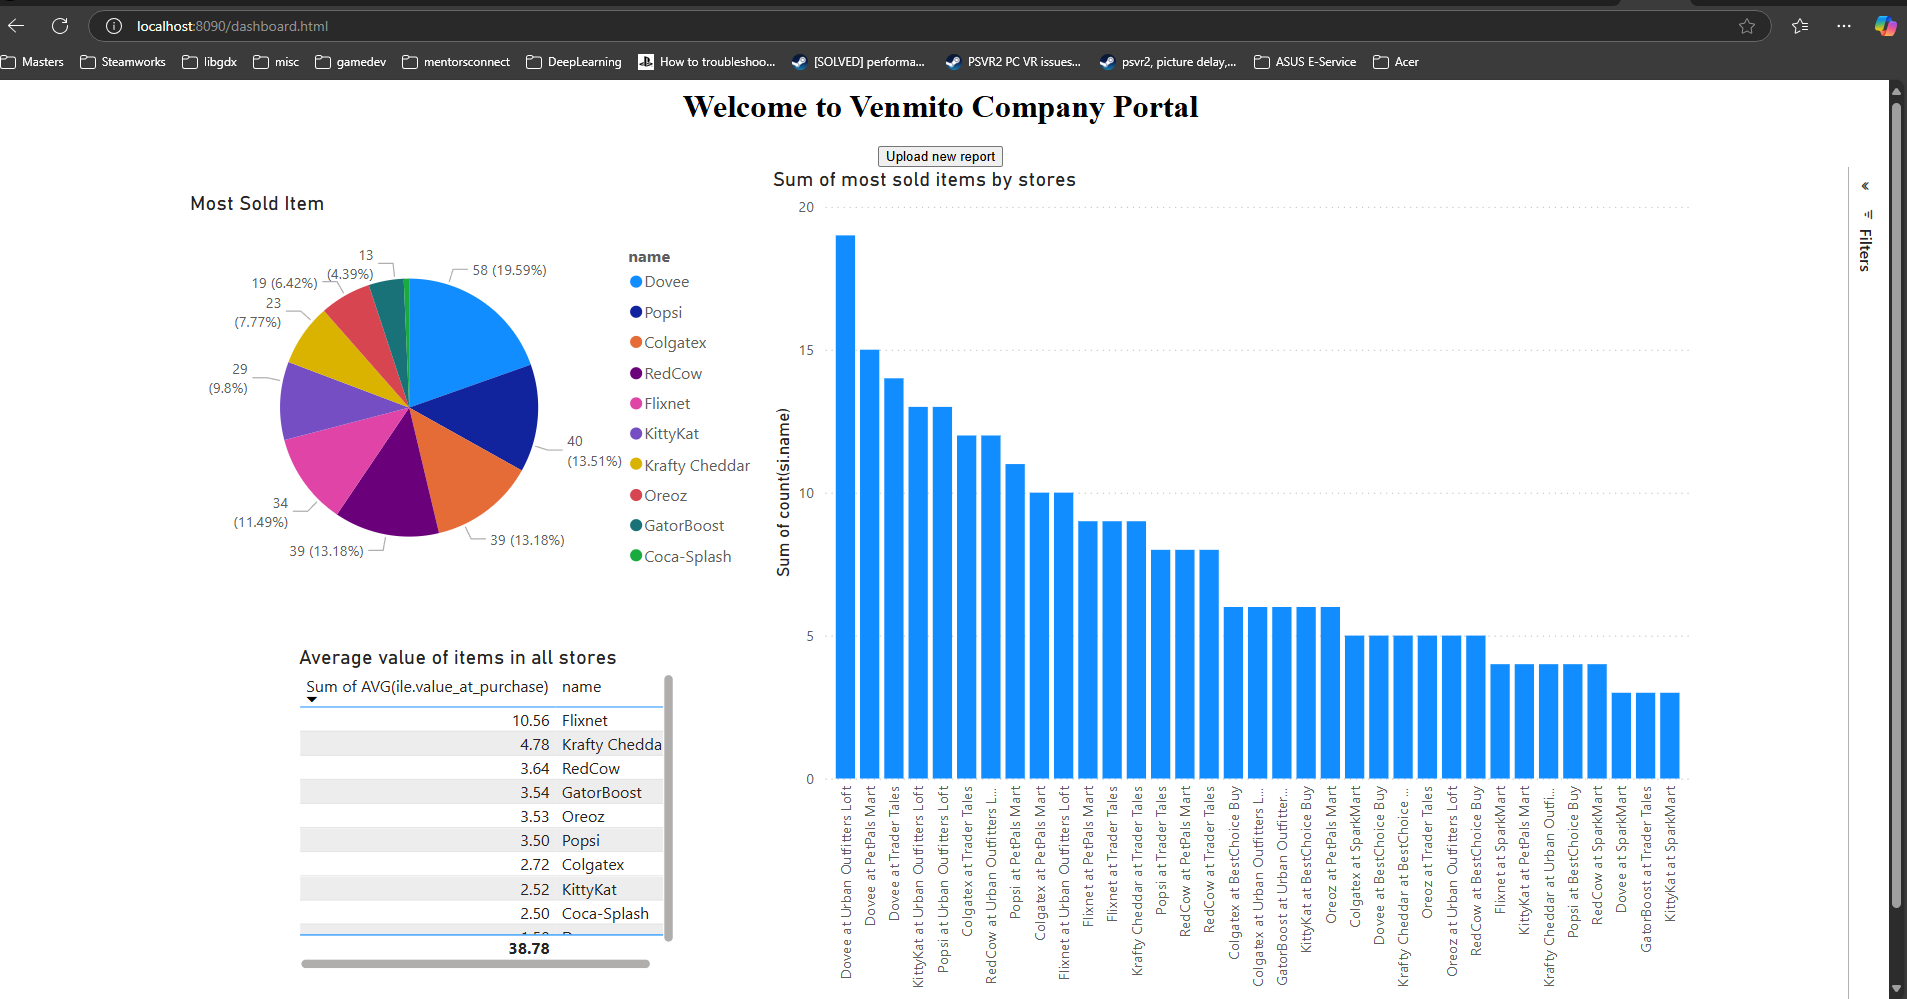 localhost:8090/dashboard.html
Masters
Steamworks
libgdx
misc
gamedev
mentorsconnect
DeepLearning
How to troubleshoo...
[SOLVED] performa...
PSVR2 PC VR issues...
psvr2, picture delay,...
ASUS E-Service
Acer
Welcome to Venmito Company Portal
Upload new report
Most Sold Item
13
(4.39%)
19 (6.42%)
23
(7.77%)
29
(9.8%)
34
(11.49%)
39 (13.18%)
58 (19.59%)
40
(13.51%)
39 (13.18%)
name
Dovee
Popsi
Colgatex
RedCow
Flixnet
KittyKat
Krafty Cheddar
Oreoz
GatorBoost
Coca-Splash
Average value of items in all stores
Sum of AVG(ile.value_at_purchase) name
10.56 Flixnet
4.78 Krafty Chedda
3.64 RedCow
3.54 GatorBoost
3.53 Oreoz
3.50 Popsi
2.72 Colgatex
2.52 KittyKat
2.50 Coca-Splash
38.78
Sum of most sold items by stores
Sum of count(si.name)
20
15
10
5
0
Dovee at Urban Outfitters Loft
Dovee at PetPals Mart
Dovee at Trader Tales
KittyKat at Urban Outfitters Loft
Popsi at Urban Outfitters Loft
Colgatex at Trader Tales
RedCow at Urban Outfitters L...
Popsi at PetPals Mart
Colgatex at PetPals Mart
Flixnet at Urban Outfitters Loft
Flixnet at PetPals Mart
Flixnet at Trader Tales
Krafty Cheddar at Trader Tales
Popsi at Trader Tales
RedCow at PetPals Mart
RedCow at Trader Tales
Colgatex at BestChoice Buy
Colgatex at Urban Outfitters L...
GatorBoost at Urban Outfitter...
KittyKat at BestChoice Buy
Oreoz at PetPals Mart
Colgatex at SparkMart
Dovee at BestChoice Buy
Krafty Cheddar at BestChoice ...
Oreoz at Trader Tales
Oreoz at Urban Outfitters Loft
RedCow at BestChoice Buy
Flixnet at SparkMart
KittyKat at PetPals Mart
Krafty Cheddar at Urban Outfi...
Popsi at BestChoice Buy
RedCow at SparkMart
Dovee at SparkMart
GatorBoost at Trader Tales
KittyKat at SparkMart
Filters